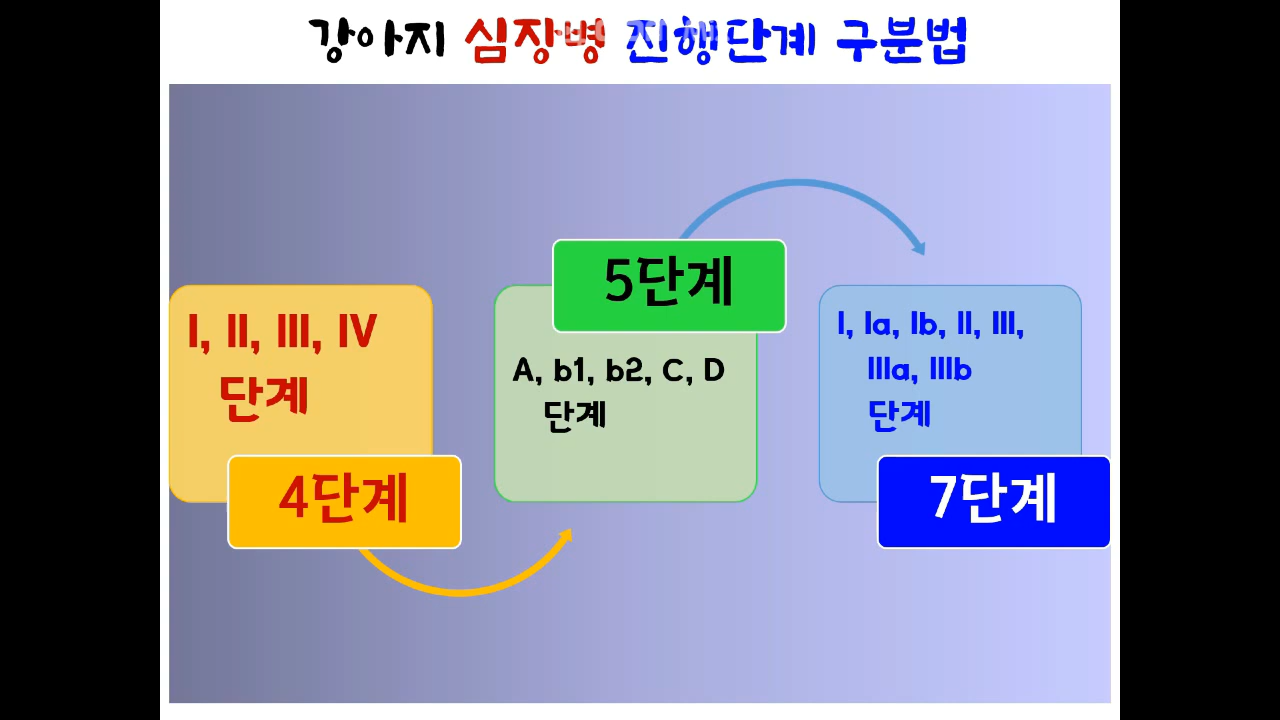 강아지 심장병 진행단계 구분법
I, II, III, IV
단계
4단계
5단계
A, b1, b2, C, D
단계
I, Ia, Ib, II, III,
IIIa, IIIb
단계
7단계